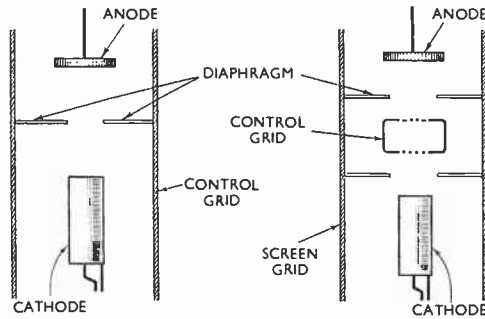 ANODE
DIAPHRAGM
CONTROL
GRID
CATHODE
ANODE
CONTROL
GRID
SCREEN
GRID
CATHODE